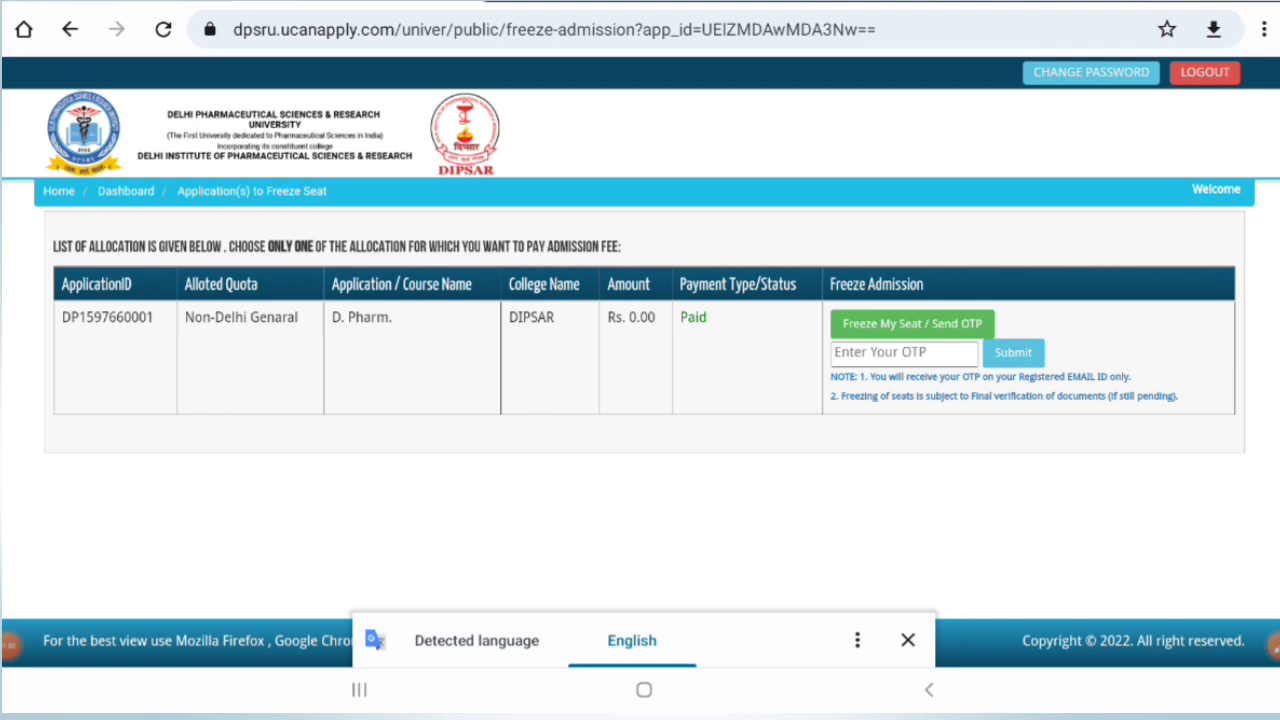 dpsru.ucanapply.com/univer/public/freeze-admission?app_id=UElZMDAwMDA3Nw==
CHANGE PASSWORD LOGOUT
DELHI PHARMACEUTICAL SCIENCES & RESEARCH
UNIVERSITY
(The First University dedicated to Pharmaceutical Sciences in India)
Incorporating its constituent college
DELHI INSTITUTE OF PHARMACEUTICAL SCIENCES & RESEARCH
दिपसार
DIPSAR
Home / Dashboard / Application(s) to Freeze Seat
Welcome
LIST OF ALLOCATION IS GIVEN BELOW . CHOOSE ONLY ONE OF THE ALLOCATION FOR WHICH YOU WANT TO PAY ADMISSION FEE:
ApplicationID Alloted Quota Application / Course Name College Name Amount Payment Type/Status Freeze Admission
DP1597660001 Non-Delhi Genaral D. Pharm. DIPSAR Rs. 0.00 Paid
Freeze My Seat / Send OTP
Enter Your OTP Submit
NOTE: 1. You will receive your OTP on your Registered EMAIL ID only.
2. Freezing of seats is subject to Final verification of documents (if still pending).
For the best view use Mozilla Firefox , Google Chro
Detected language English
Copyright © 2022. All right reserved.